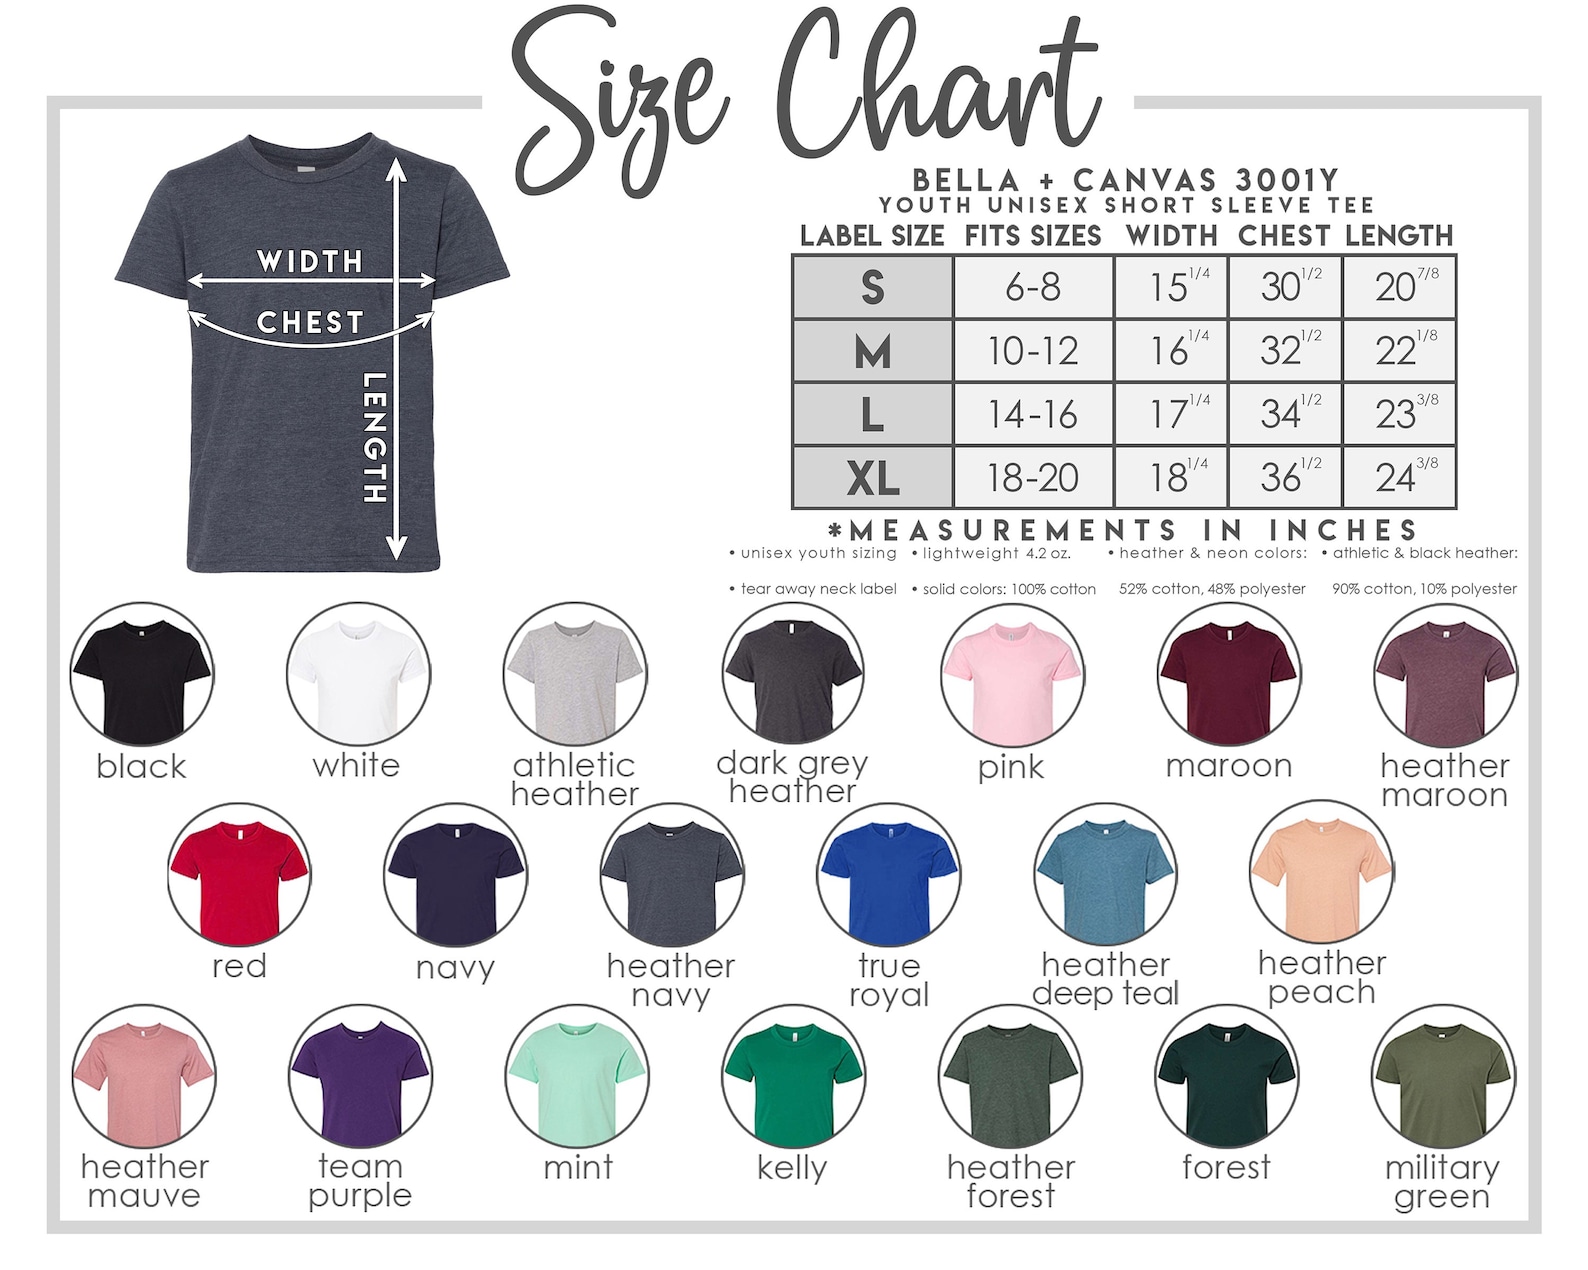 Size Chart
WIDTH
CHEST
LENGTH
BELLA + CANVAS 3001Y
YOUTH UNISEX SHORT SLEEVE TEE
LABEL SIZE FITS SIZES WIDTH CHEST LENGTH
S 6-8 15 1/4 30 1/2 20 7/8
M 10-12 16 1/4 32 1/2 22 1/8
L 14-16 17 1/4 34 1/2 23 3/8
XL 18-20 18 1/4 36 1/2 24 3/8
*MEASUREMENTS IN INCHES
• unisex youth sizing • lightweight 4.2 oz. • heather & neon colors: • athletic & black heather:
• tear away neck label • solid colors: 100% cotton 52% cotton, 48% polyester 90% cotton, 10% polyester
black
white
athletic
heather
dark grey
heather
pink
maroon
heather
maroon
red
navy
heather
navy
true
royal
heather
deep teal
heather
peach
heather
mauve
team
purple
mint
kelly
heather
forest
forest
military
green